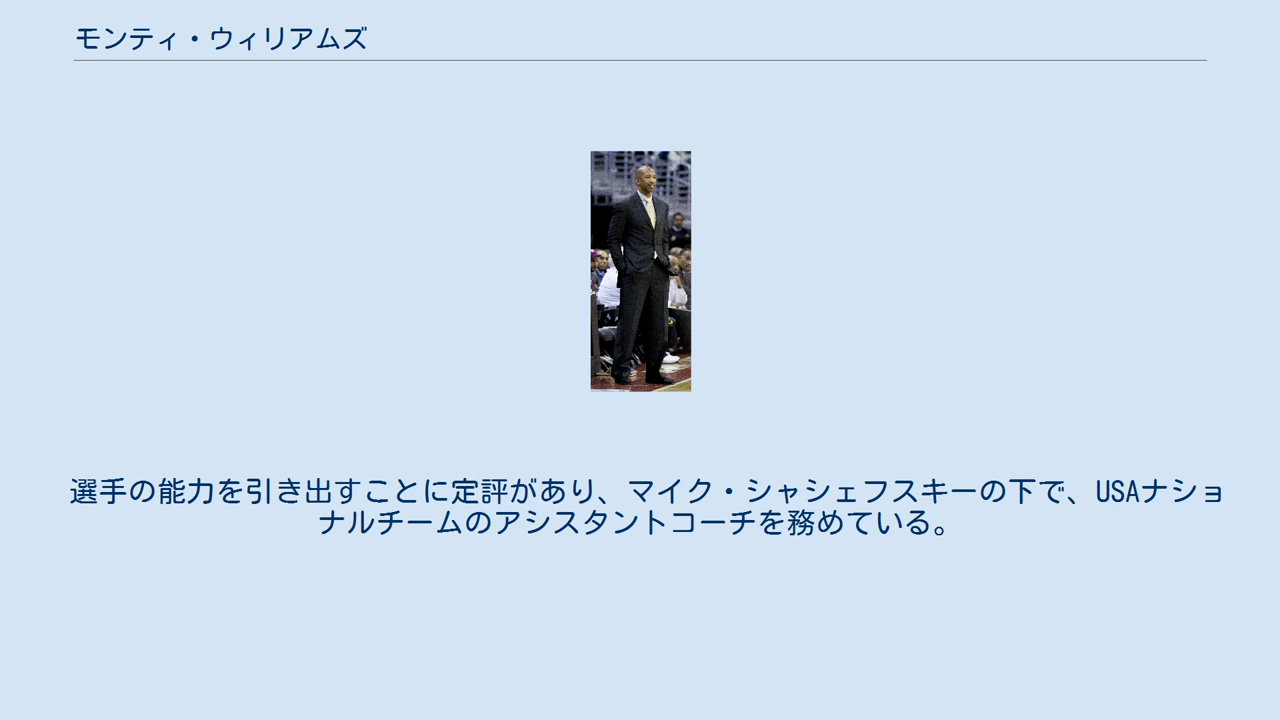 モンティ・ウィリアムズ
選手の能力を引き出すことに定評があり、マイク・シャシェフスキーの下で、USAナショ
ナルチームのアシスタントコーチを務めている。